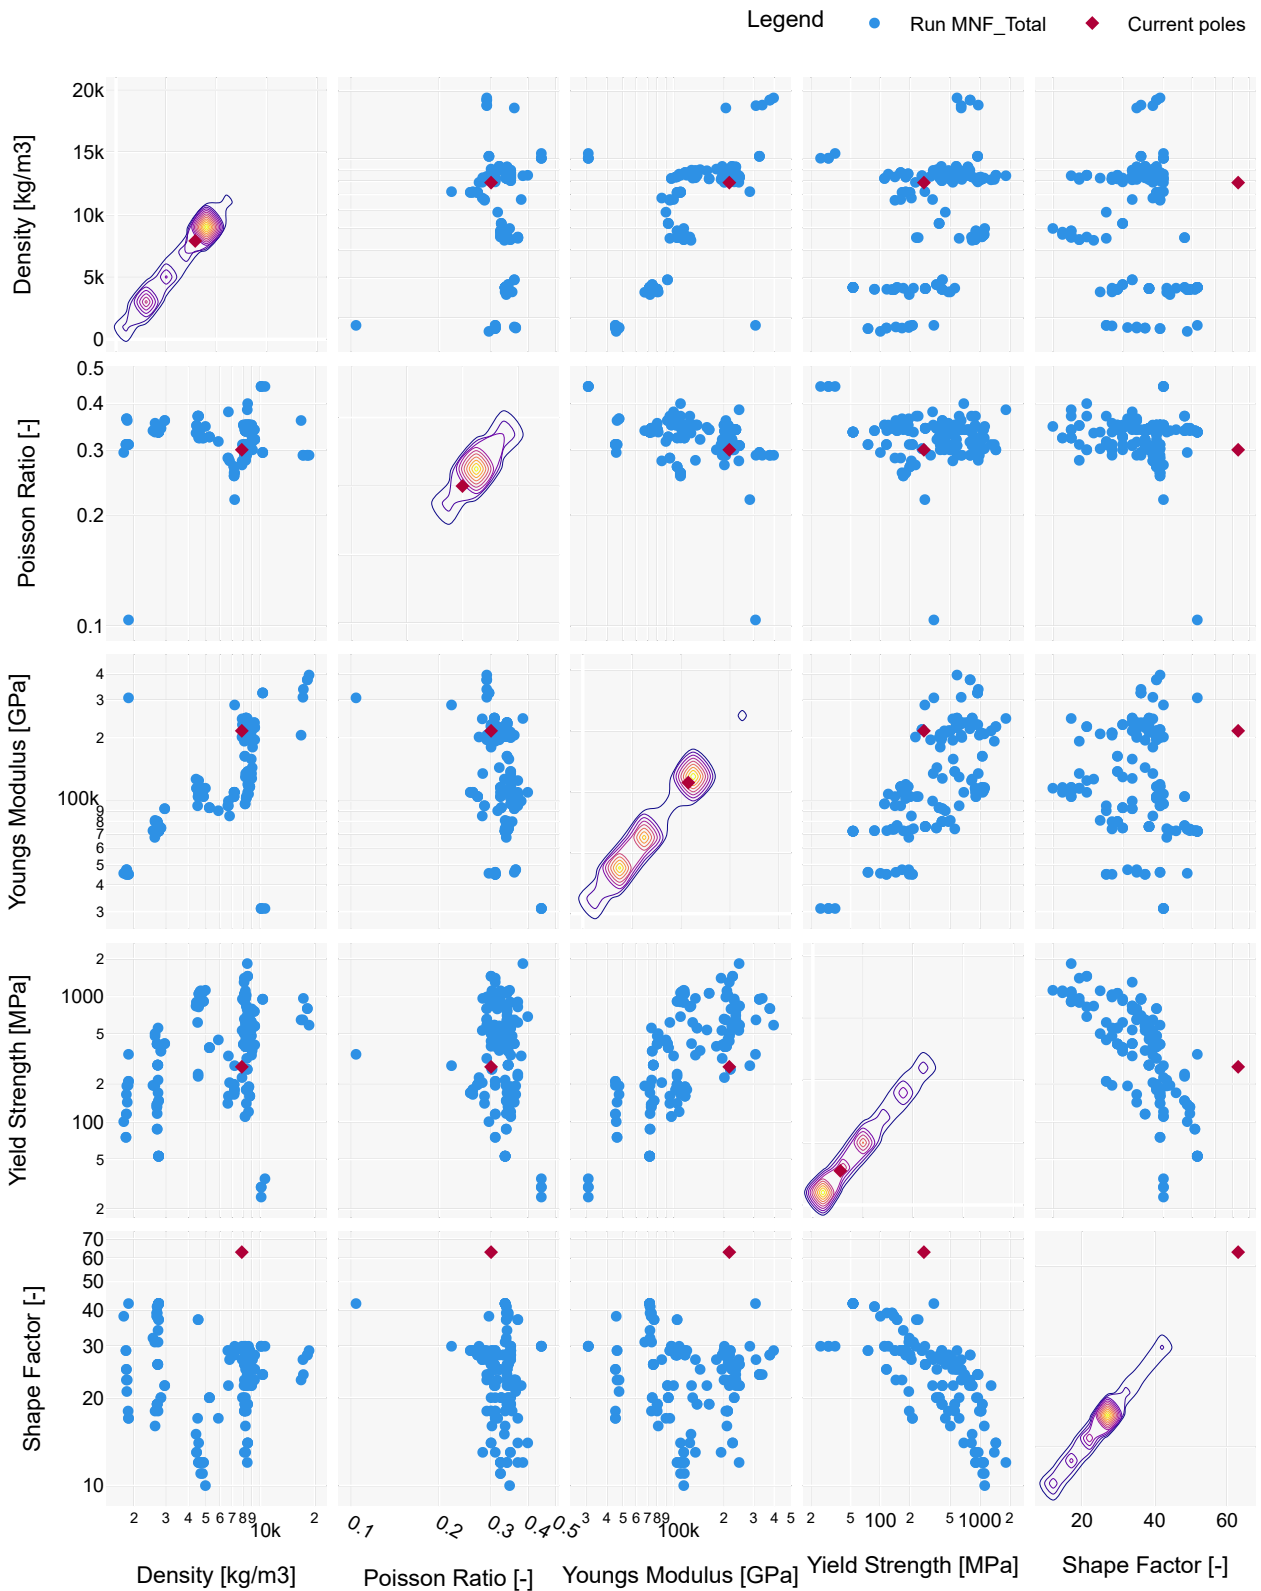 Legend Run MNF_Total Current poles
Density [kg/m3]
20k
15k
10k
5k
0
Poisson Ratio [-]
0.5
0.4
0.3
0.2
0.1
Youngs Modulus [GPa]
4
3
2
100k
9
8
7
6
5
4
3
Yield Strength [MPa]
2
1000
5
2
100
5
2
Shape Factor [-]
70
60
50
40
30
20
10
2 3 4 5 6 7 8 9 10k 2
0.1 0.2 0.3 0.4 0.5
3 4 5 6 7 8 9 100k 2 3 4 5
2 5 100 2 5 1000 2
20 40 60
Density [kg/m3]
Poisson Ratio [-]
Youngs Modulus [GPa]
Yield Strength [MPa]
Shape Factor [-]